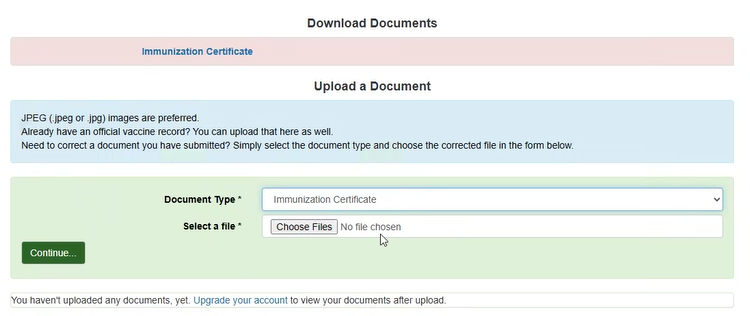 Download Documents
Immunization Certificate
Upload a Document
JPEG (.jpeg or .jpg) images are preferred.
Already have an official vaccine record? You can upload that here as well.
Need to correct a document you have submitted? Simply select the document type and choose the corrected file in the form below.
Document Type * Immunization Certificate
Select a file * Choose Files No file chosen
Continue...
You haven't uploaded any documents, yet. Upgrade your account to view your documents after upload.